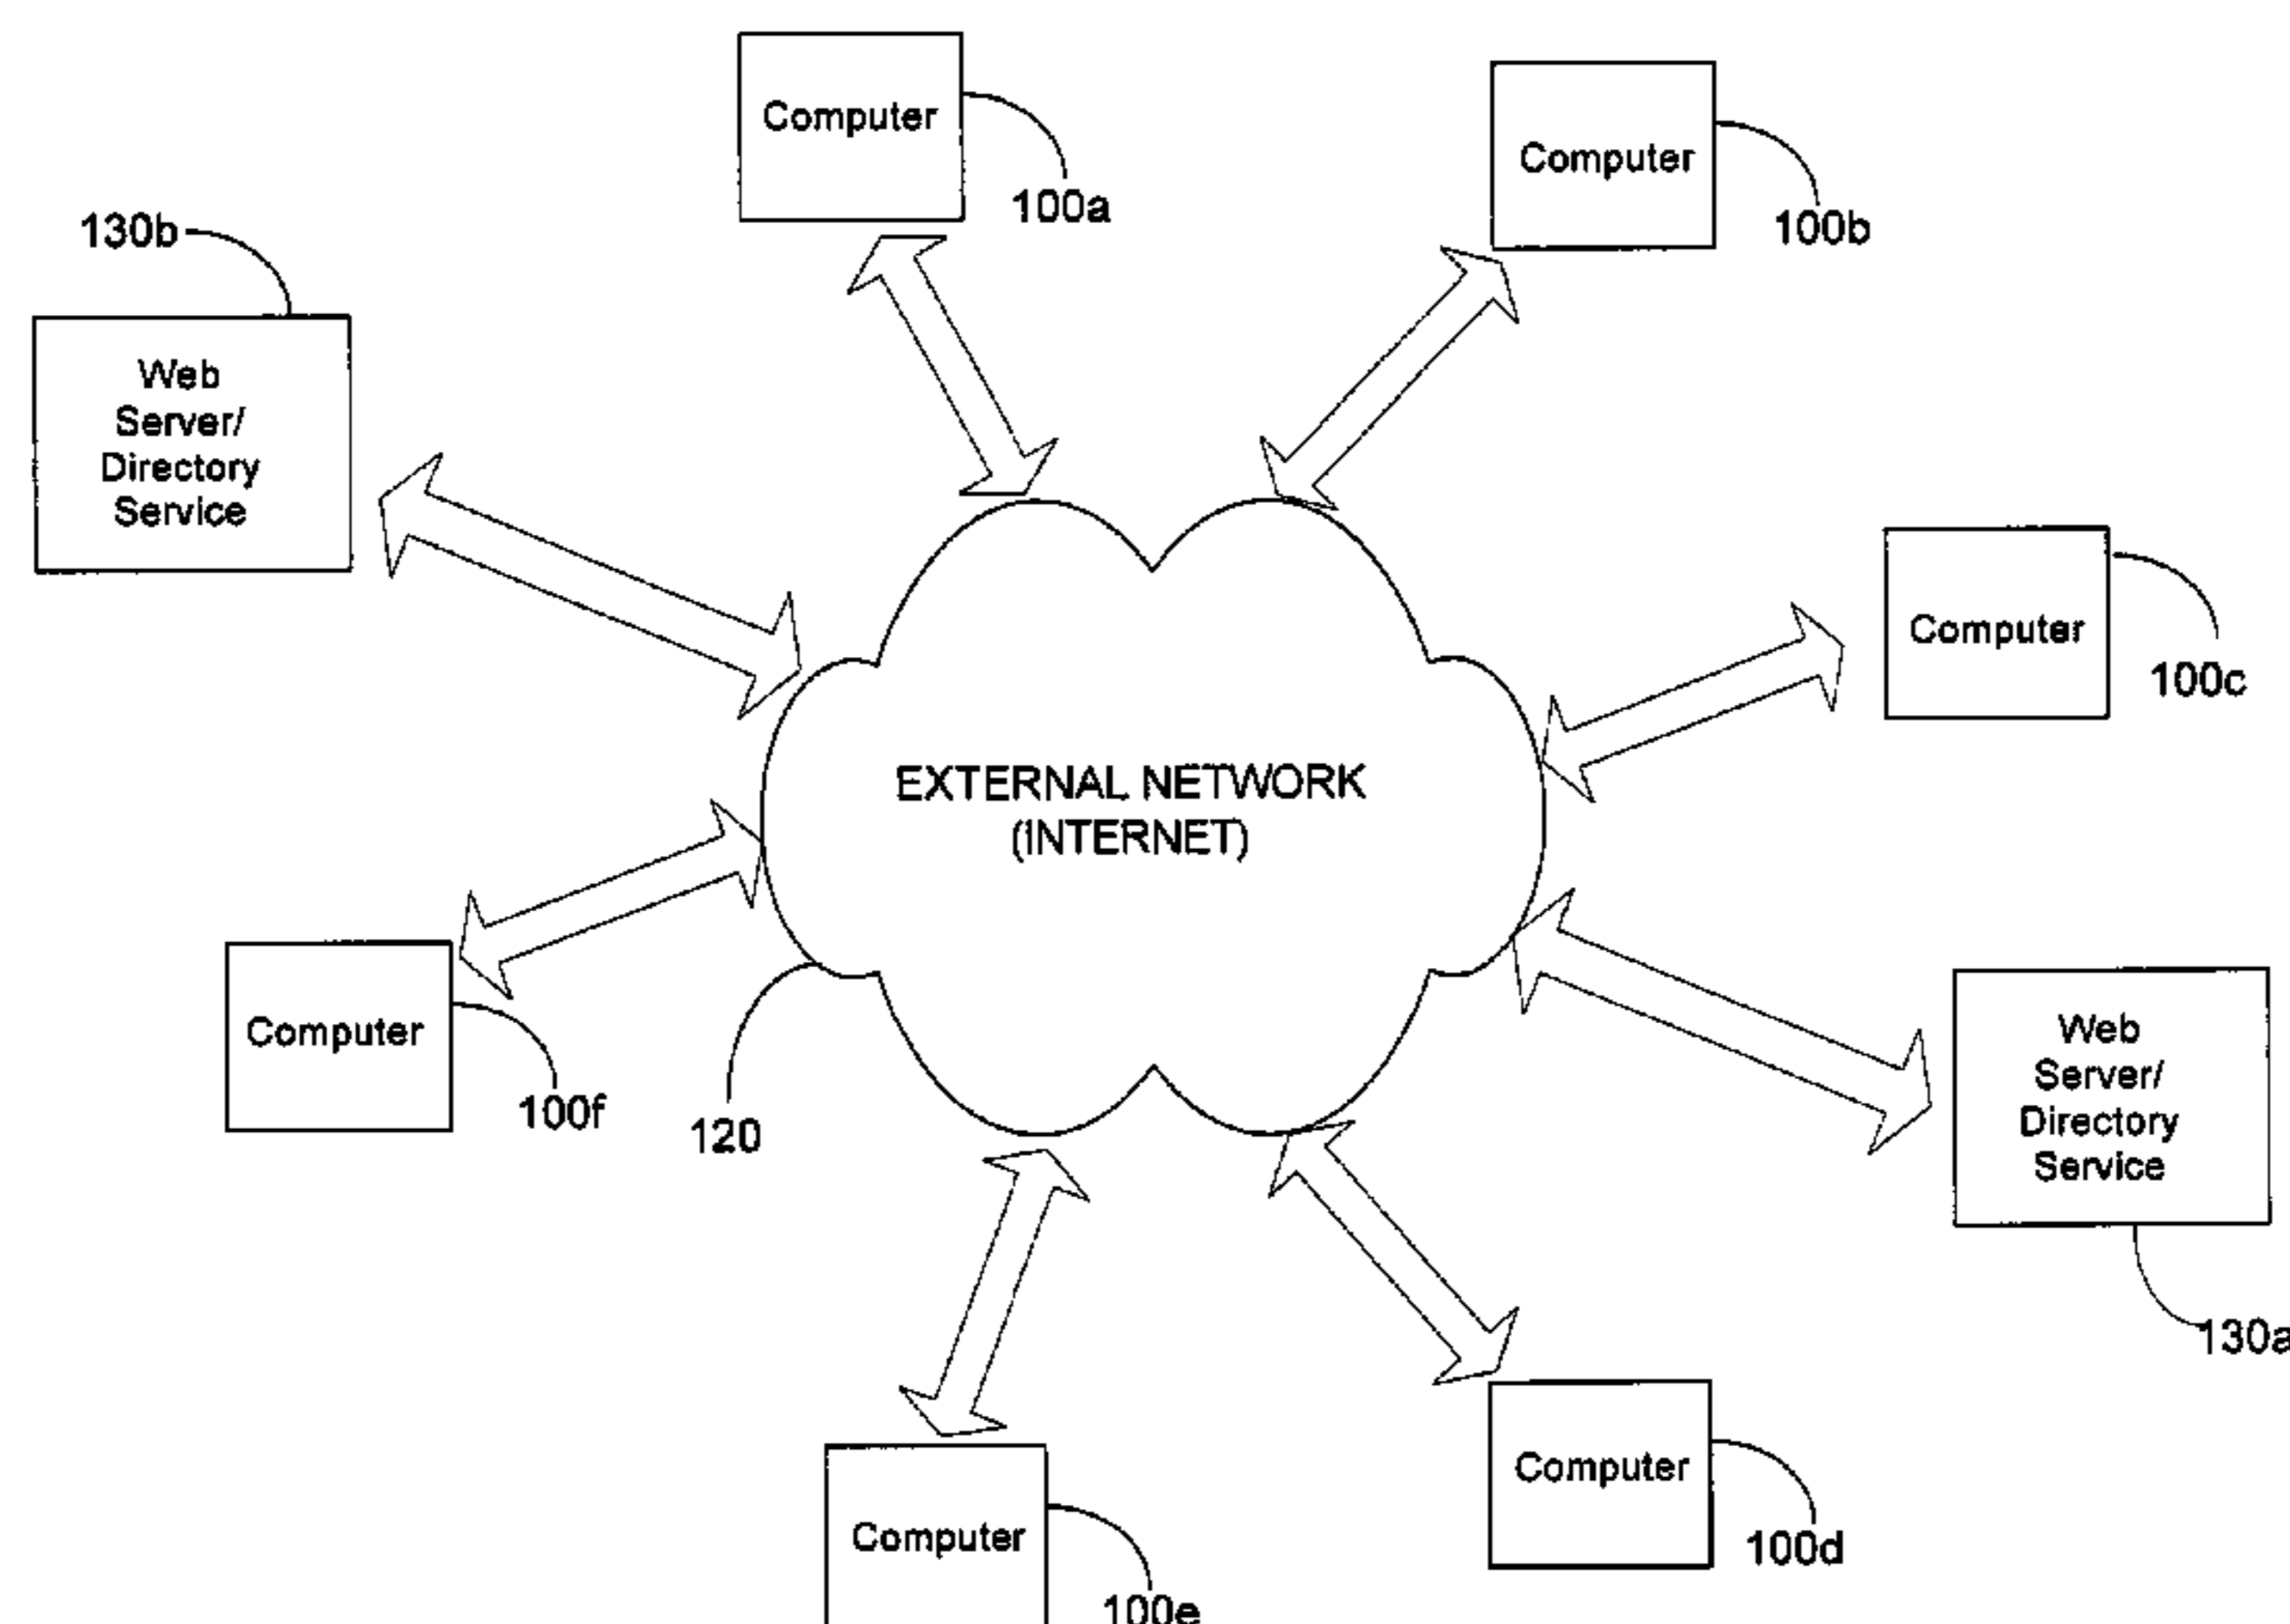 Computer
100a
Computer
100b
130b
Web
Server/
Directory
Service
Computer
100c
EXTERNAL NETWORK
(INTERNET)
Computer
100f
120
Web
Server/
Directory
Service
130a
Computer
100d
Computer
100e